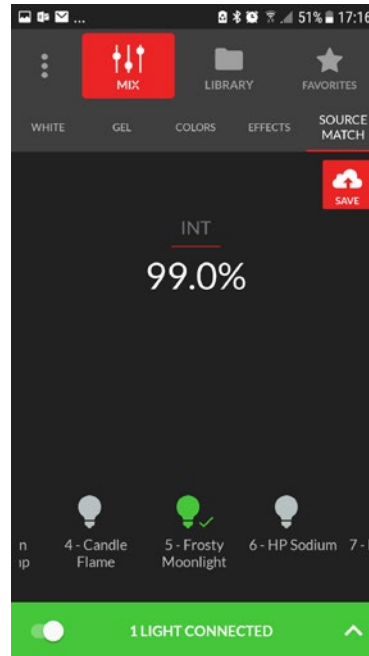 51% 17:16
MIX
LIBRARY
FAVORITES
WHITE GEL COLORS EFFECTS SOURCE
MATCH
SAVE
INT
99.0%
4 - Candle 5 - Frosty 6 - HP Sodium 7 -
Flame Moonlight
1 LIGHT CONNECTED